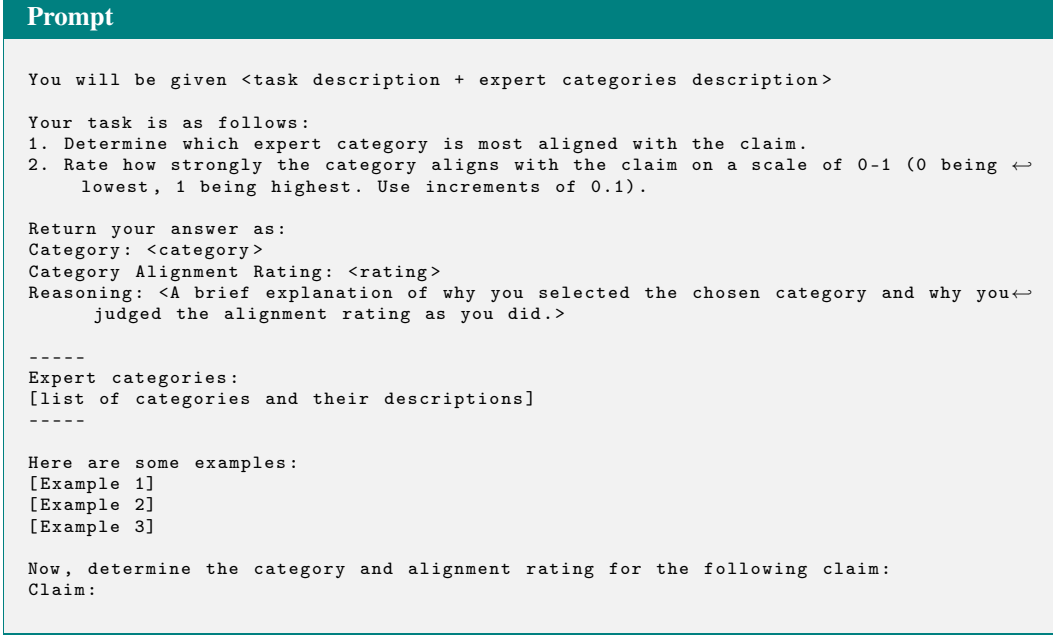 Prompt
You will be given <task description + expert categories description>
Your task is as follows:
1. Determine which expert category is most aligned with the claim.
2. Rate how strongly the category aligns with the claim on a scale of 0-1 (0 being ↩
lowest, 1 being highest. Use increments of 0.1).
Return your answer as:
Category: <category>
Category Alignment Rating: <rating>
Reasoning: <A brief explanation of why you selected the chosen category and why you↩
judged the alignment rating as you did.>
-----
Expert categories:
[list of categories and their descriptions]
-----
Here are some examples:
[Example 1]
[Example 2]
[Example 3]
Now, determine the category and alignment rating for the following claim:
Claim: